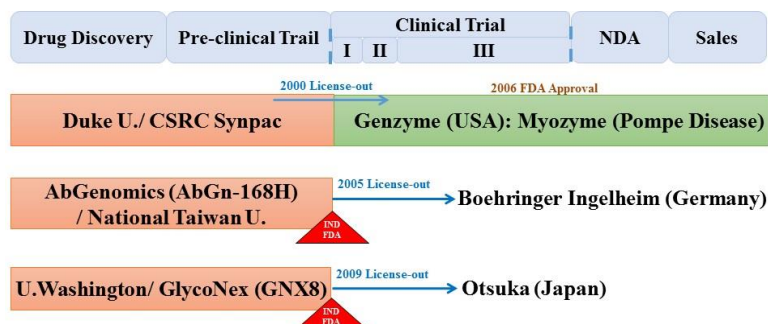 Drug Discovery
Pre-clinical Trail
Clinical Trial
I II III
NDA
Sales
2000 License-out
2006 FDA Approval
Duke U./ CSRC Synpac
Genzyme (USA): Myozyme (Pompe Disease)
AbGenomics (AbGn-168H)
/ National Taiwan U.
2005 License-out
Boehringer Ingelheim (Germany)
IND
FDA
U.Washington/ GlycoNex (GNX8)
2009 License-out
Otsuka (Japan)
IND
FDA